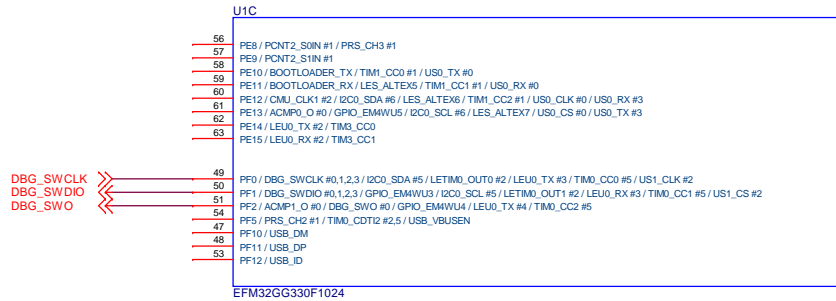 U1C
56 PE8 / PCNT2_S0IN #1 / PRS_CH3 #1
57 PE9 / PCNT2_S1IN #1
58 PE10 / BOOTLOADER_TX / TIM1_CC0 #1 / US0_TX #0
59 PE11 / BOOTLOADER_RX / LES_ALTEX5 / TIM1_CC1 #1 / US0_RX #0
60 PE12 / CMU_CLK1 #2 / I2C0_SDA #6 / LES_ALTEX6 / TIM1_CC2 #1 / US0_CLK #0 / US0_RX #3
61 PE13 / ACMP0_O #0 / GPIO_EM4WU5 / I2C0_SCL #6 / LES_ALTEX7 / US0_CS #0 / US0_TX #3
62 PE14 / LEU0_TX #2 / TIM3_CC0
63 PE15 / LEU0_RX #2 / TIM3_CC1
DBG_SWCLK 49 PF0 / DBG_SWCLK #0,1,2,3 / I2C0_SDA #5 / LETIM0_OUT0 #2 / LEU0_TX #3 / TIM0_CC0 #5 / US1_CLK #2
DBG_SWDIO 50 PF1 / DBG_SWDIO #0,1,2,3 / GPIO_EM4WU3 / I2C0_SCL #5 / LETIM0_OUT1 #2 / LEU0_RX #3 / TIM0_CC1 #5 / US1_CS #2
DBG_SWO 51 PF2 / ACMP1_O #0 / DBG_SWO #0 / GPIO_EM4WU4 / LEU0_TX #4 / TIM0_CC2 #5
54 PF5 / PRS_CH2 #1 / TIM0_CDTI2 #2,5 / USB_VBUSEN
47 PF10 / USB_DM
48 PF11 / USB_DP
53 PF12 / USB_ID
EFM32GG330F1024